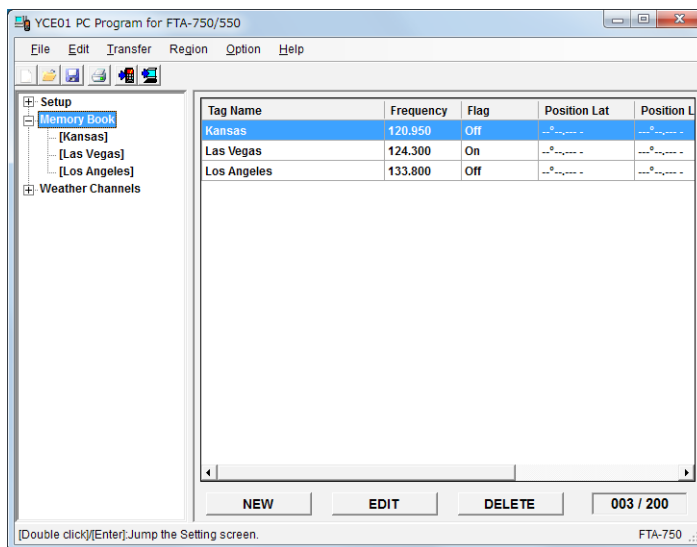 YCE01 PC Program for FTA-750/550
File Edit Transfer Region Option Help
Setup
Memory Book
[Kansas]
[Las Vegas]
[Los Angeles]
Weather Channels
Tag Name Frequency Flag Position Lat Position L
Kansas 120.950 Off --°--.--- - ---°--.--- -
Las Vegas 124.300 On --°--.--- - ---°--.--- -
Los Angeles 133.800 Off --°--.--- - ---°--.--- -
NEW EDIT DELETE 003 / 200
[Double click]/[Enter]:Jump the Setting screen. FTA-750